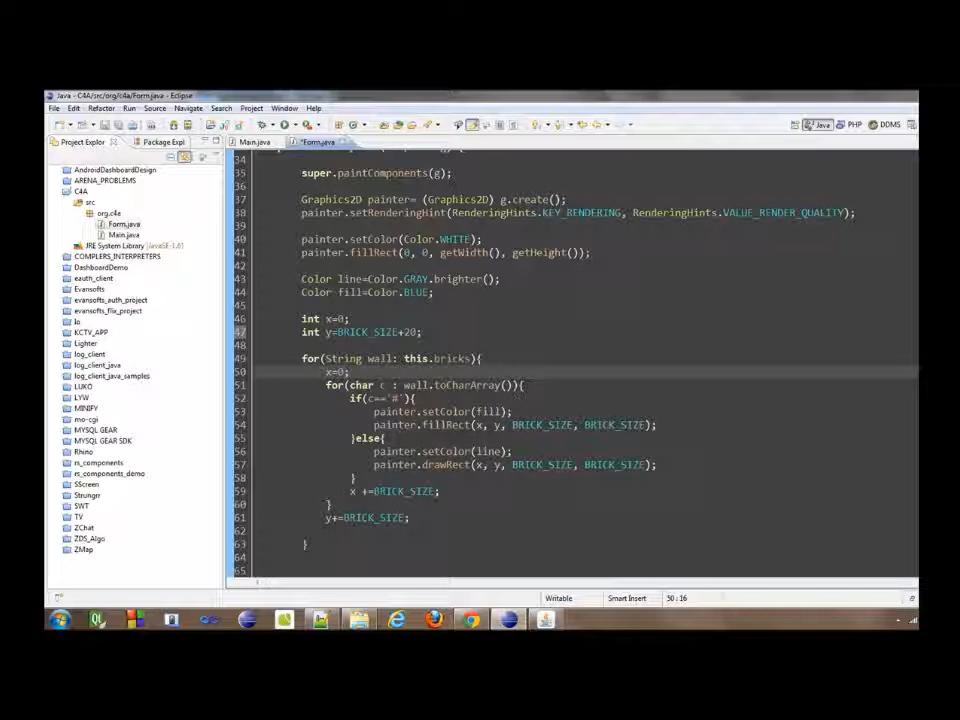 Java - C4A/src/org/c4a/Form.java - Eclipse
File Edit Refactor Run Source Navigate Search Project Window Help
Java PHP DDMS
Project Explor Package Expl
Main.java *Form.java
AndroidDashboardDesign
ARENA_PROBLEMS
C4A
src
org.c4a
Form.java
Main.java
JRE System Library [JavaSE-1.6]
COMPLERS_INTERPRETERS
DashboardDemo
eauth_client
Evansofts
evansofts_auth_project
evansofts_flix_project
Io
KCTV_APP
Lighter
log_client
log_client_java
log_client_java_samples
LUKO
LYW
MINIFY
mo-cgi
MYSQL GEAR
MYSQL GEAR SDK
Rhino
rs_components
rs_components_demo
SScreen
Strungr
SWT
TV
ZChat
ZDS_Algo
ZMap
34
35 super.paintComponents(g);
36
37 Graphics2D painter= (Graphics2D) g.create();
38 painter.setRenderingHint(RenderingHints.KEY_RENDERING, RenderingHints.VALUE_RENDER_QUALITY);
39
40 painter.setColor(Color.WHITE);
41 painter.fillRect(0, 0, getWidth(), getHeight());
42
43 Color line=Color.GRAY.brighter();
44 Color fill=Color.BLUE;
45
46 int x=0;
47 int y=BRICK_SIZE+20;
48
49 for(String wall: this.bricks){
50 x=0;
51 for(char c : wall.toCharArray()){
52 if(c=='#'){
53 painter.setColor(fill);
54 painter.fillRect(x, y, BRICK_SIZE, BRICK_SIZE);
55 }else{
56 painter.setColor(line);
57 painter.drawRect(x, y, BRICK_SIZE, BRICK_SIZE);
58 }
59 x +=BRICK_SIZE;
60 }
61 y+=BRICK_SIZE;
62
63 }
64
65
Writable Smart Insert 50 : 16